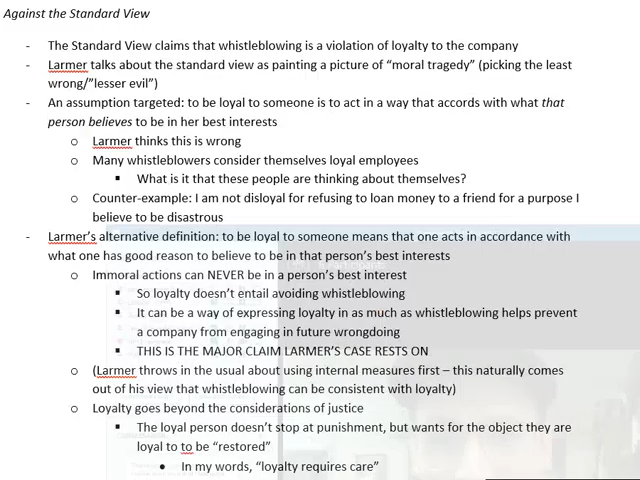 Against the Standard View
- The Standard View claims that whistleblowing is a violation of loyalty to the company
- Larmer talks about the standard view as painting a picture of “moral tragedy” (picking the least
wrong/”lesser evil”)
- An assumption targeted: to be loyal to someone is to act in a way that accords with what that
person believes to be in her best interests
o Larmer thinks this is wrong
o Many whistleblowers consider themselves loyal employees
▪ What is it that these people are thinking about themselves?
o Counter-example: I am not disloyal for refusing to loan money to a friend for a purpose I
believe to be disastrous
- Larmer’s alternative definition: to be loyal to someone means that one acts in accordance with
what one has good reason to believe to be in that person’s best interests
o Immoral actions can NEVER be in a person’s best interest
▪ So loyalty doesn’t entail avoiding whistleblowing
▪ It can be a way of expressing loyalty in as much as whistleblowing helps prevent
a company from engaging in future wrongdoing
▪ THIS IS THE MAJOR CLAIM LARMER’S CASE RESTS ON
o (Larmer throws in the usual about using internal measures first – this naturally comes
out of his view that whistleblowing can be consistent with loyalty)
o Loyalty goes beyond the considerations of justice
▪ The loyal person doesn’t stop at punishment, but wants for the object they are
loyal to to be “restored”
• In my words, “loyalty requires care”